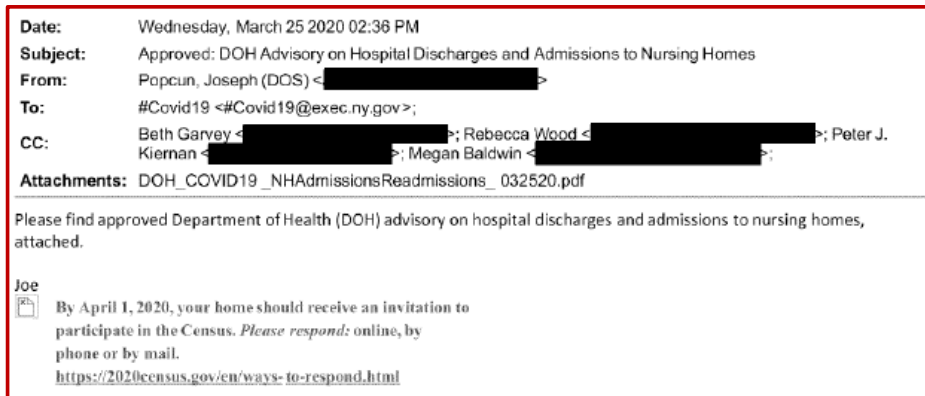 Date: Wednesday, March 25 2020 02:36 PM
Subject: Approved: DOH Advisory on Hospital Discharges and Admissions to Nursing Homes
From: Popcun, Joseph (DOS) < >
To: #Covid19 <#Covid19@exec.ny.gov>;
CC: Beth Garvey < >; Rebecca Wood < >; Peter J.
Kiernan < >; Megan Baldwin < >;
Attachments: DOH_COVID19 _NHAdmissionsReadmissions_ 032520.pdf
Please find approved Department of Health (DOH) advisory on hospital discharges and admissions to nursing homes,
attached.
Joe
By April 1, 2020, your home should receive an invitation to
participate in the Census. Please respond: online, by
phone or by mail.
https://2020census.gov/en/ways-to-respond.html